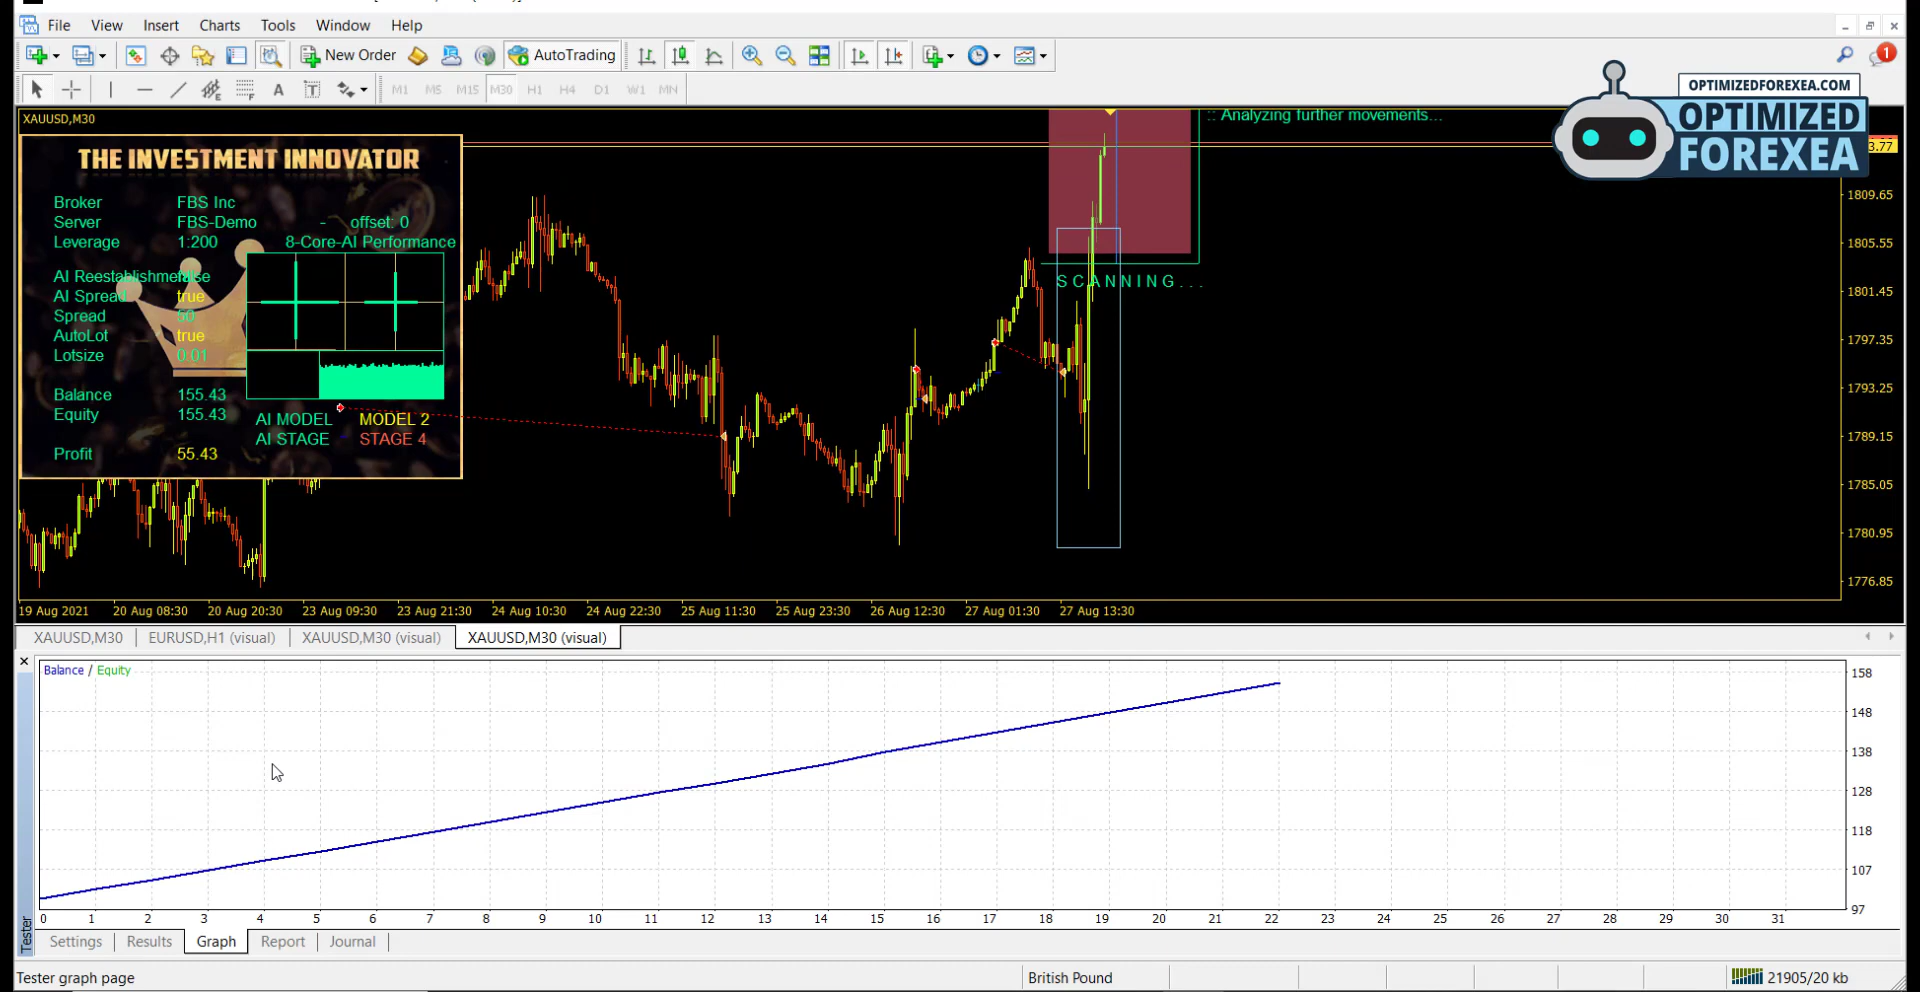 File View Insert Charts Tools Window Help
New Order AutoTrading 1
A T M1 M5 M15 M30 H1 H4 D1 W1 MN
OPTIMIZEDFOREXEA.COM
OPTIMIZED
FOREXEA
XAUUSD,M30
:: Analyzing further movements...
THE INVESTMENT INNOVATOR
Broker FBS Inc
Server FBS-Demo - offset: 0
Leverage 1:200 8-Core-AI Performance
AI Spread true
Spread 50
AutoLot true
Lotsize 0.01
Balance 155.43
Equity 155.43
AI MODEL MODEL 2
AI STAGE STAGE 4
Profit 55.43
SCANNING...
3.77
1809.65
1805.55
1801.45
1797.35
1793.25
1789.15
1785.05
1780.95
1776.85
19 Aug 2021 20 Aug 08:30 20 Aug 20:30 23 Aug 09:30 23 Aug 21:30 24 Aug 10:30 24 Aug 22:30 25 Aug 11:30 25 Aug 23:30 26 Aug 12:30 27 Aug 01:30 27 Aug 13:30
XAUUSD,M30 EURUSD,H1 (visual) XAUUSD,M30 (visual) XAUUSD,M30 (visual)
Balance / Equity
158
148
138
128
118
107
97
0 1 2 3 4 5 6 7 8 9 10 11 12 13 14 15 16 17 18 19 20 21 22 23 24 25 26 27 28 29 30 31
Tester
Settings Results Graph Report Journal
Tester graph page British Pound 21905/20 kb